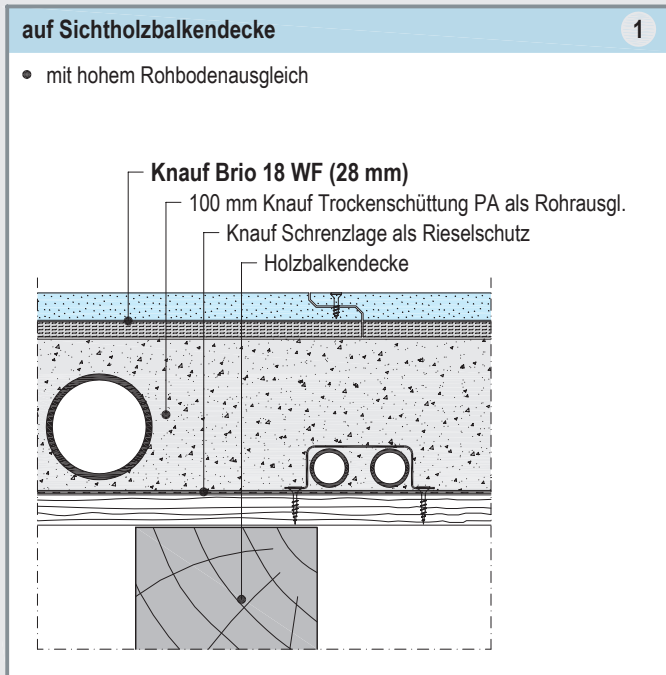 auf Sichtholzbalkendecke 1
• mit hohem Rohbodenausgleich
Knauf Brio 18 WF (28 mm)
100 mm Knauf Trockenschüttung PA als Rohrausgl.
Knauf Schrenzlage als Rieselschutz
Holzbalkendecke